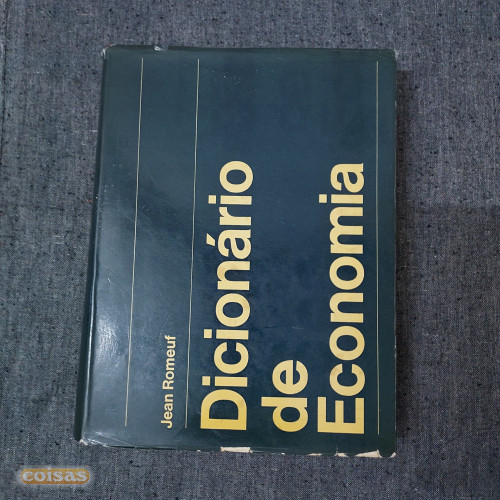 Jean Romeuf
Dicionário
de
Economia
coisas